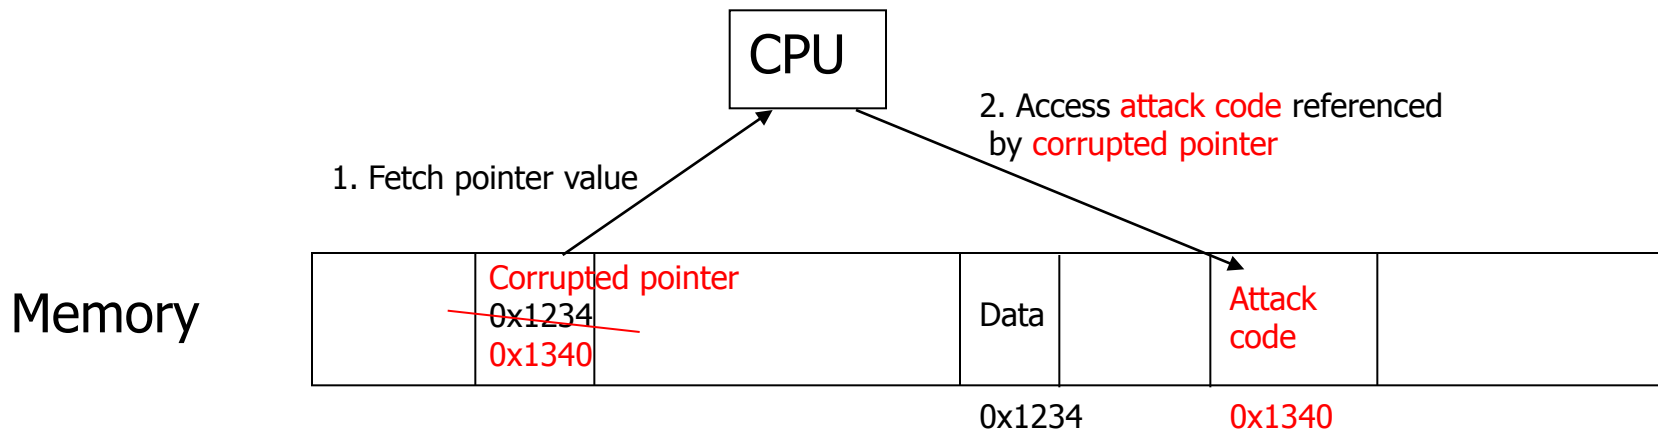 CPU
2. Access attack code referenced
by corrupted pointer
1. Fetch pointer value
Memory
Corrupted pointer
0x1234
0x1340
Data
Attack
code
0x1234
0x1340